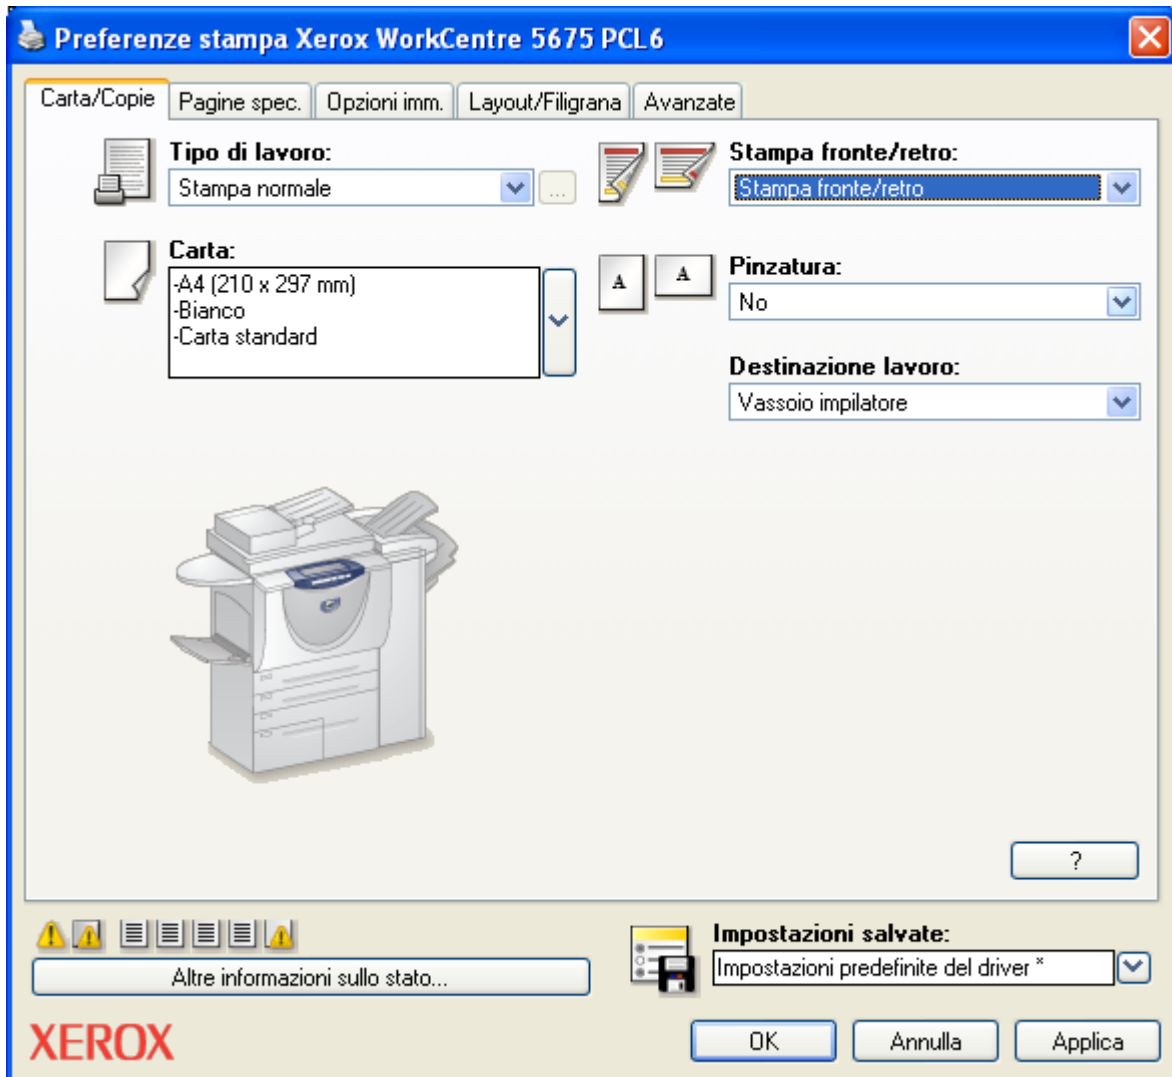 Preferenze stampa Xerox WorkCentre 5675 PCL6
Carta/Copie
Pagine spec.
Opzioni imm.
Layout/Filigrana
Avanzate
Tipo di lavoro:
Stampa normale
...
Stampa fronte/retro:
Stampa fronte/retro
Carta:
-A4 (210 x 297 mm)
-Bianco
-Carta standard
A
A
Pinzatura:
No
Destinazione lavoro:
Vassoio impilatore
?
Altre informazioni sullo stato...
Impostazioni salvate:
Impostazioni predefinite del driver *
XEROX
OK
Annulla
Applica